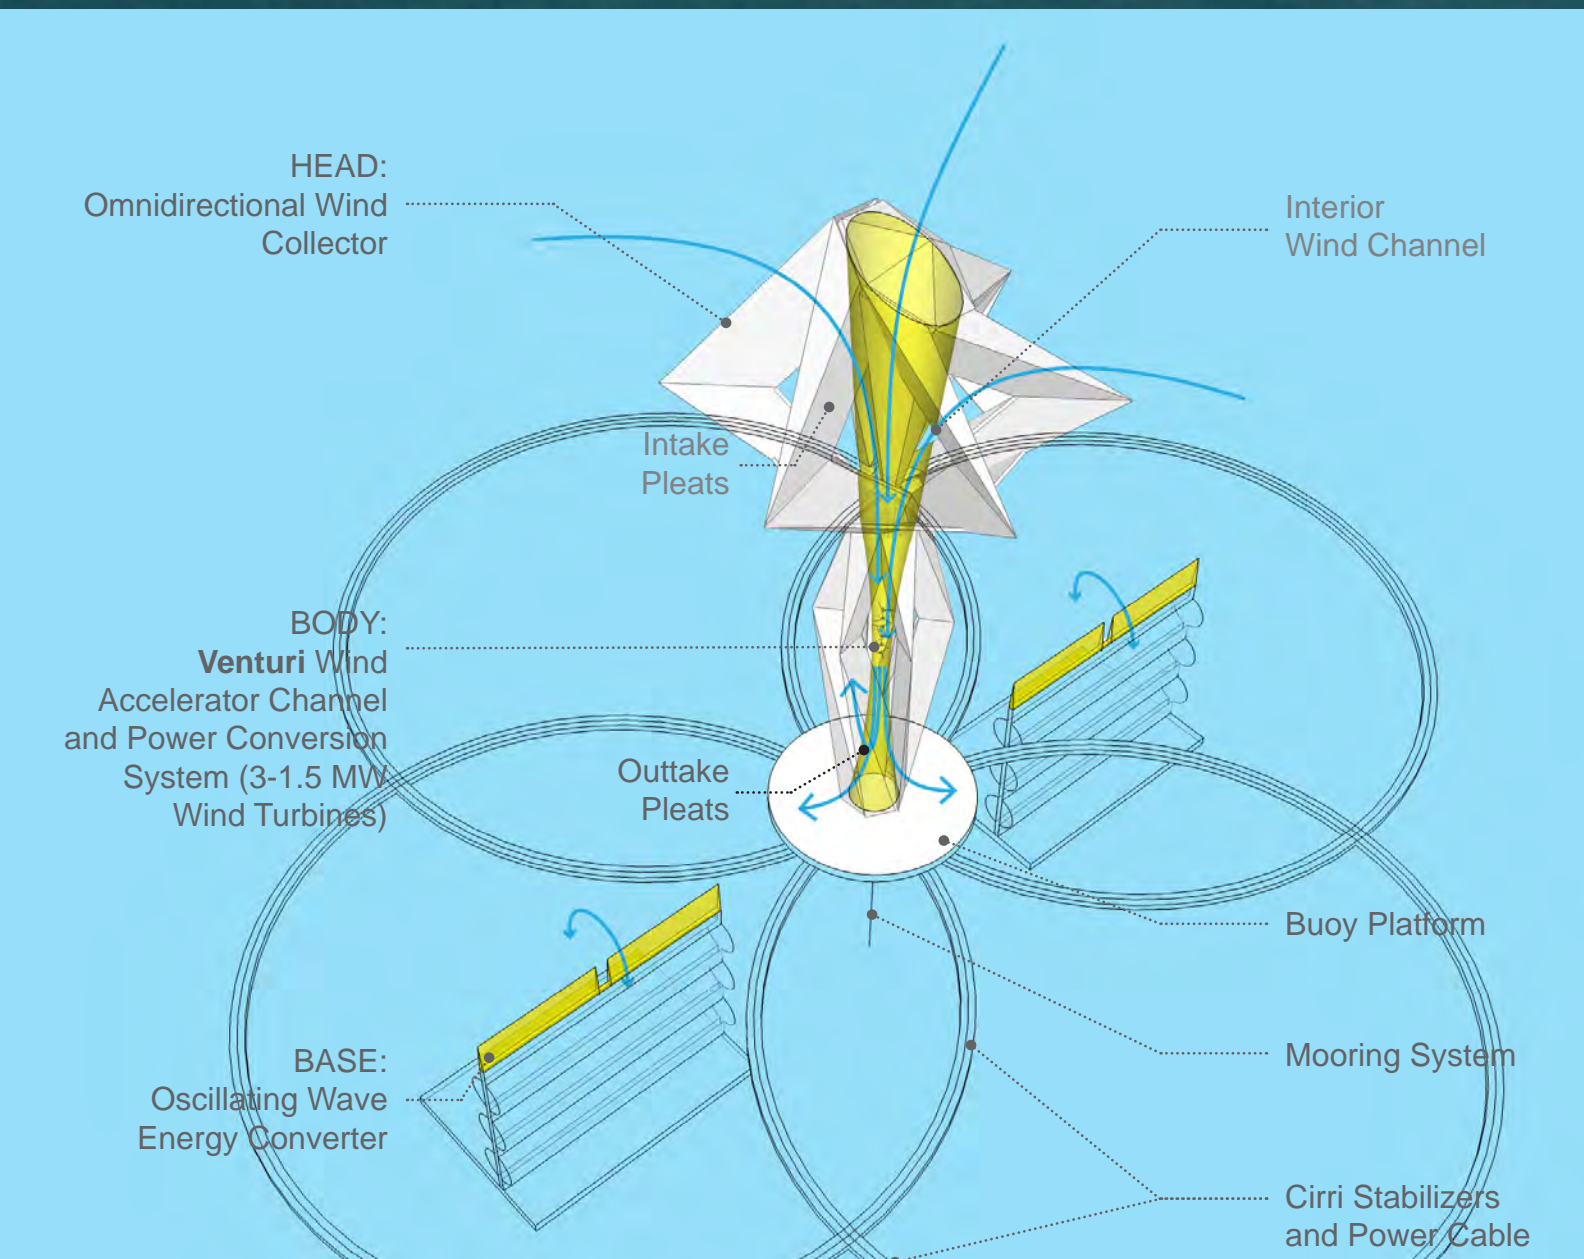 HEAD:
Omnidirectional Wind
Collector
Interior
Wind Channel
Intake
Pleats
BODY:
Venturi Wind
Accelerator Channel
and Power Conversion
System (3-1.5 MW
Wind Turbines)
Outtake
Pleats
Buoy Platform
Mooring System
BASE:
Oscillating Wave
Energy Converter
Cirri Stabilizers
and Power Cable